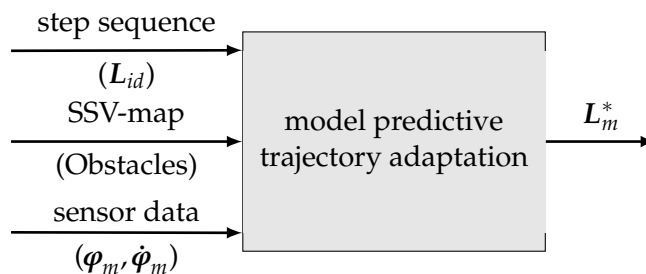 step sequence
(L_id)
SSV-map
(Obstacles)
sensor data
(φ_m, φ̇_m)
model predictive
trajectory adaptation
L*_m